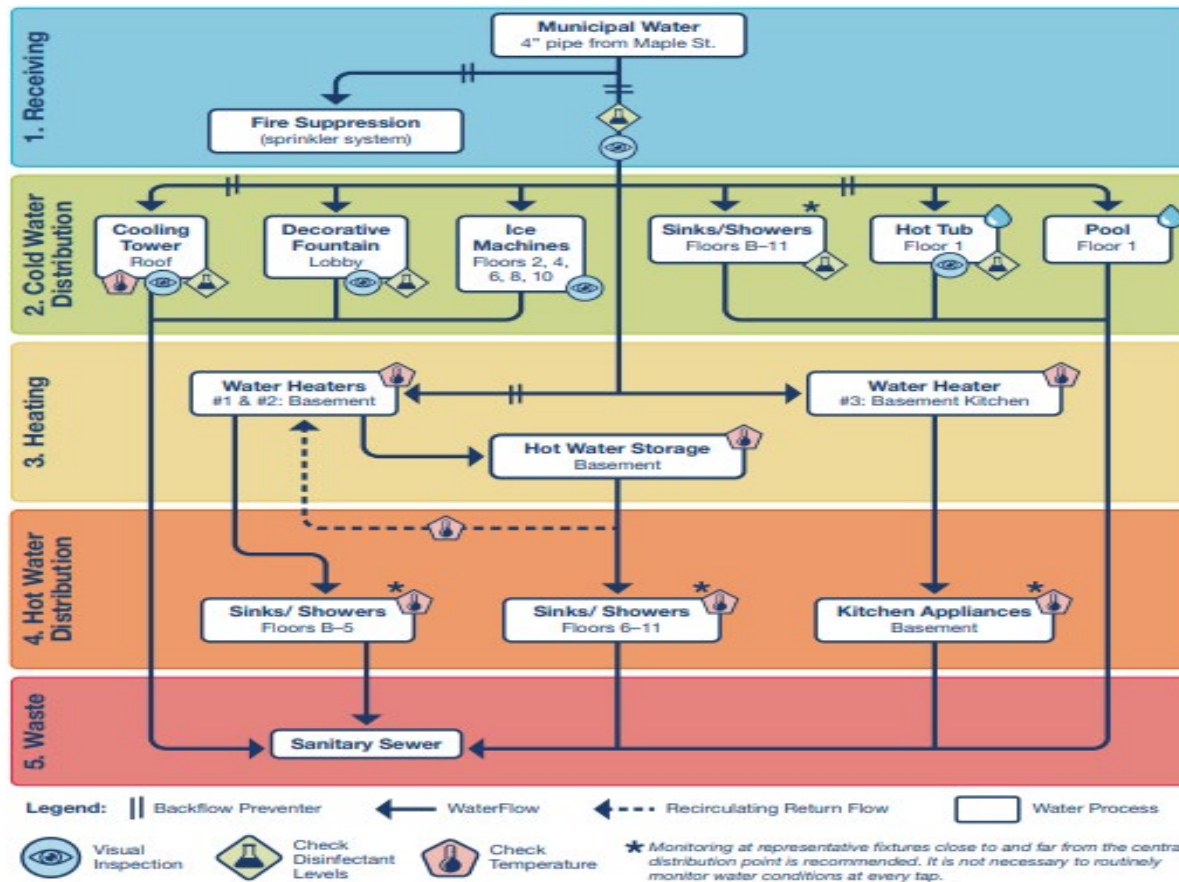 1. Receiving
Municipal Water
4" pipe from Maple St.
Fire Suppression
(sprinkler system)
2. Cold Water
Distribution
Cooling
Tower
Roof
Decorative
Fountain
Lobby
Ice
Machines
Floors 2, 4,
6, 8, 10
*
Sinks/Showers
Floors B–11
Hot Tub
Floor 1
Pool
Floor 1
3. Heating
Water Heaters
#1 & #2: Basement
Water Heater
#3: Basement Kitchen
Hot Water Storage
Basement
4. Hot Water
Distribution
*
Sinks/ Showers
Floors B–5
*
Sinks/ Showers
Floors 6–11
*
Kitchen Appliances
Basement
5. Waste
Sanitary Sewer
Legend:
Backflow Preventer
WaterFlow
Recirculating Return Flow
Water Process
Visual
Inspection
Check
Disinfectant
Levels
Check
Temperature
* Monitoring at representative fixtures close to and far from the centra
distribution point is recommended. It is not necessary to routinely
monitor water conditions at every tap.